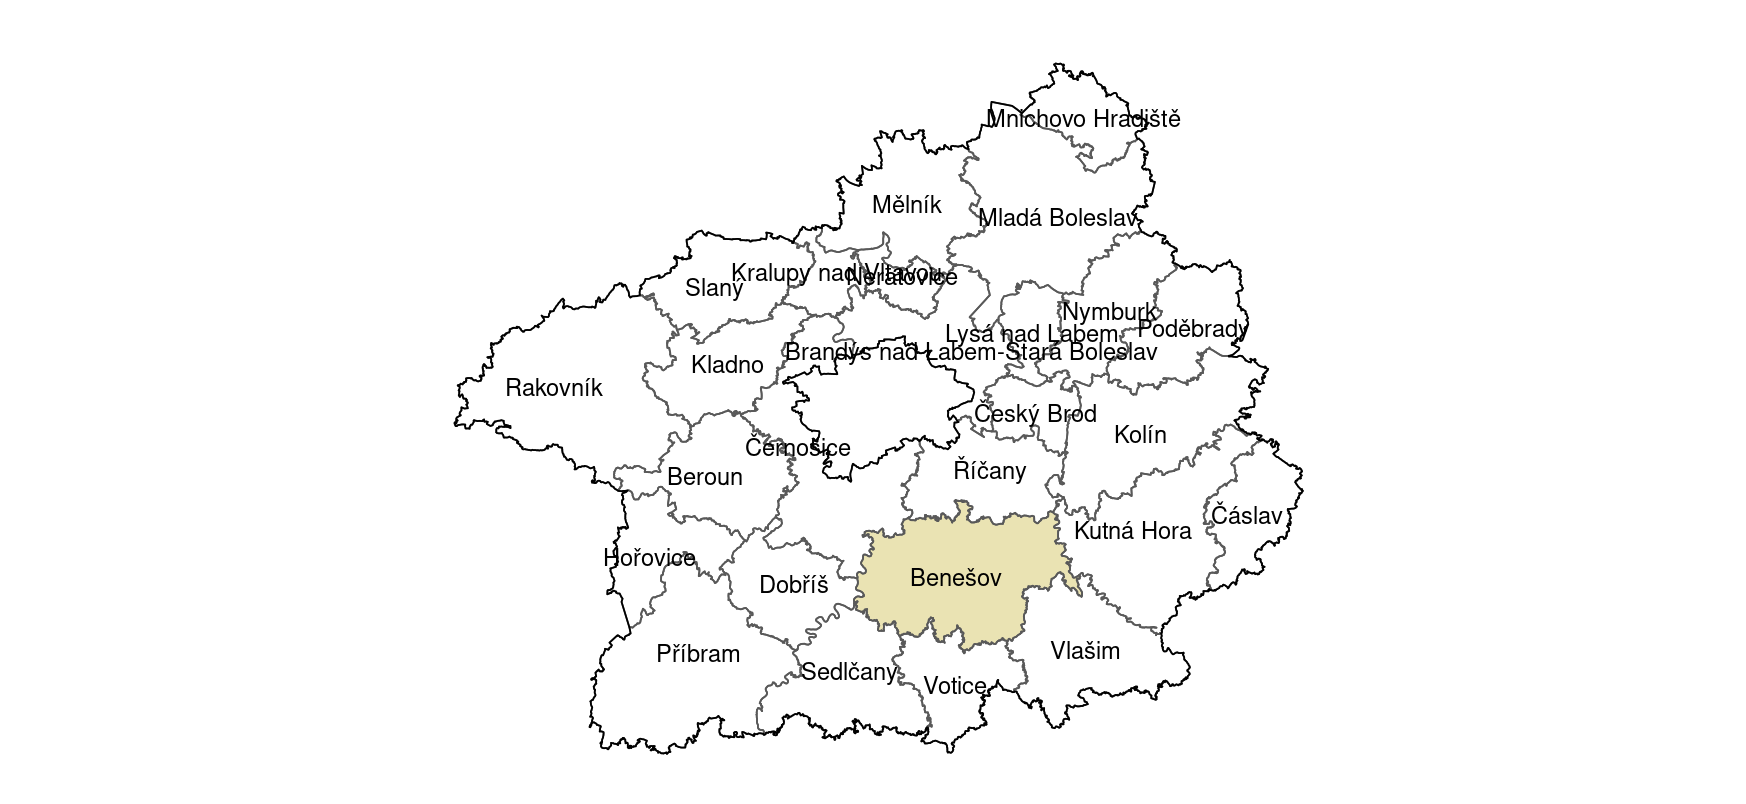 Mnichovo Hradiště
Mělník
Mladá Boleslav
Kralupy nad Vltavou
Neratovice
Slaný
Nymburk
Poděbrady
Lysá nad Labem
Brandýs nad Labem-Stará Boleslav
Kladno
Rakovník
Český Brod
Kolín
Černošice
Říčany
Beroun
Čáslav
Kutná Hora
Hořovice
Benešov
Dobříš
Vlašim
Příbram
Sedlčany
Votice